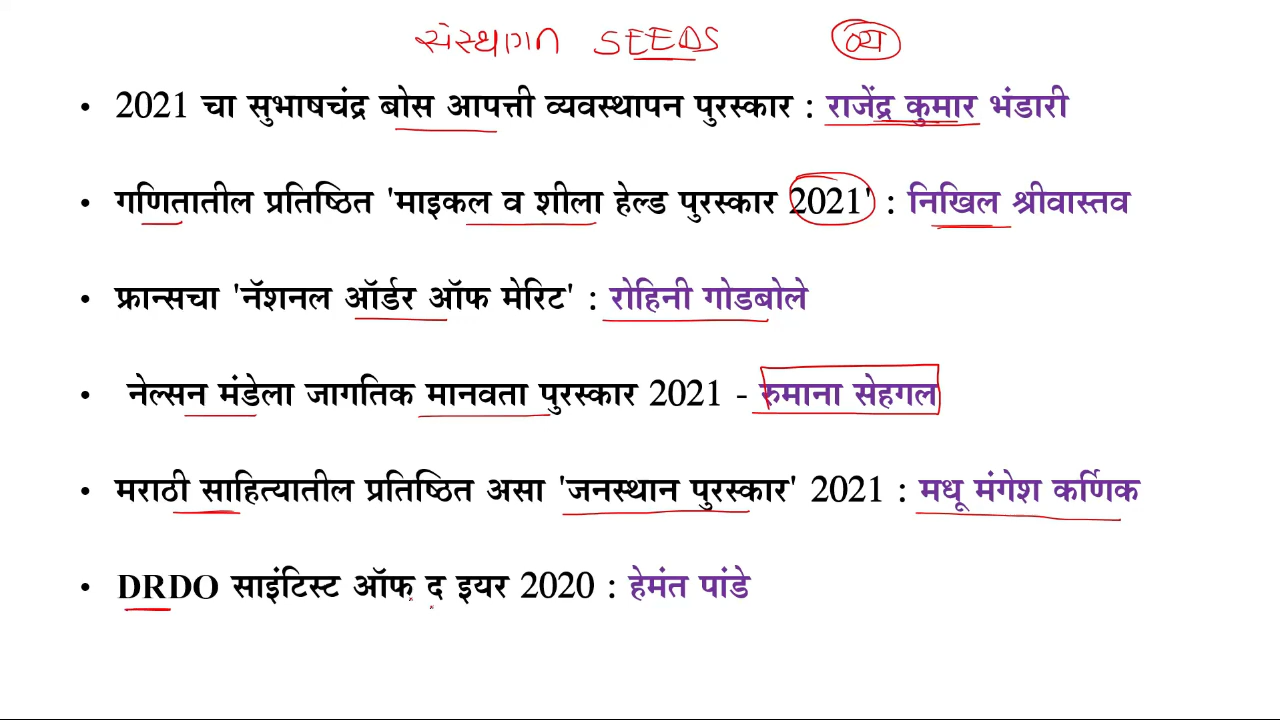 संस्थागत SEEDS व्य
• 2021 चा सुभाषचंद्र बोस आपत्ती व्यवस्थापन पुरस्कार : राजेंद्र कुमार भंडारी
• गणितातील प्रतिष्ठित 'माइकल व शीला हेल्ड पुरस्कार 2021' : निखिल श्रीवास्तव
• फ्रान्सचा 'नॅशनल ऑर्डर ऑफ मेरिट' : रोहिनी गोडबोले
• नेल्सन मंडेला जागतिक मानवता पुरस्कार 2021 - रुमाना सेहगल
• मराठी साहित्यातील प्रतिष्ठित असा 'जनस्थान पुरस्कार' 2021 : मधू मंगेश कर्णिक
• DRDO साइंटिस्ट ऑफ द इयर 2020 : हेमंत पांडे